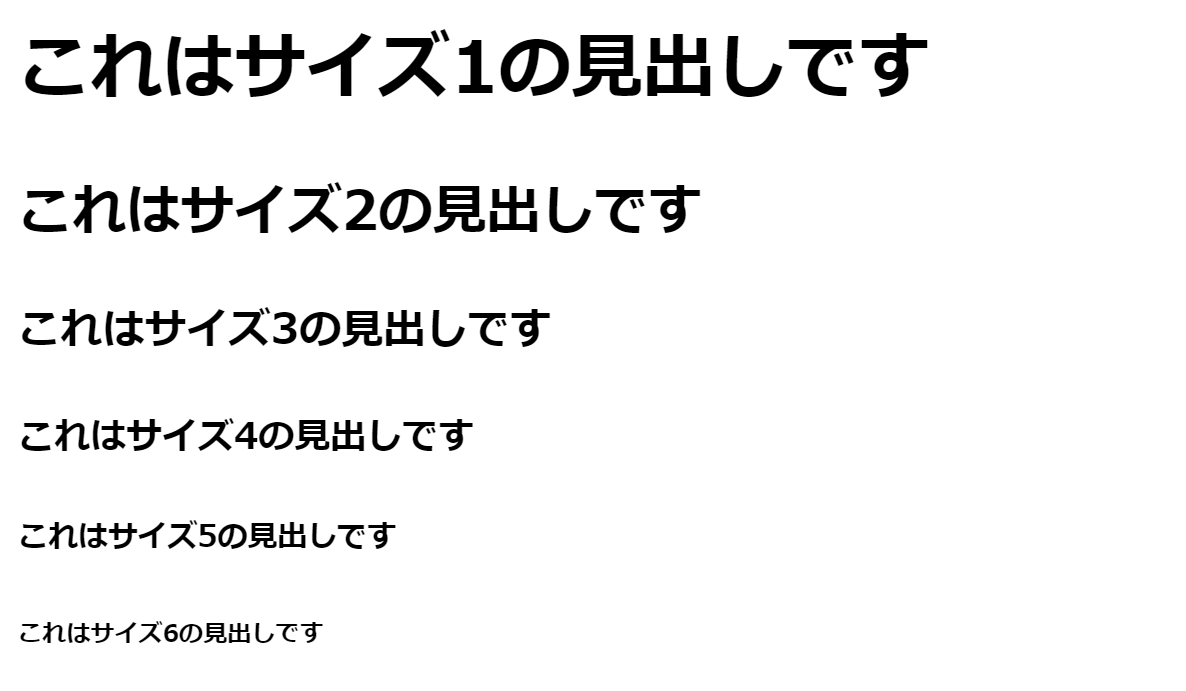 これはサイズ1の見出しです
これはサイズ2の見出しです
これはサイズ3の見出しです
これはサイズ4の見出しです
これはサイズ5の見出しです
これはサイズ6の見出しです